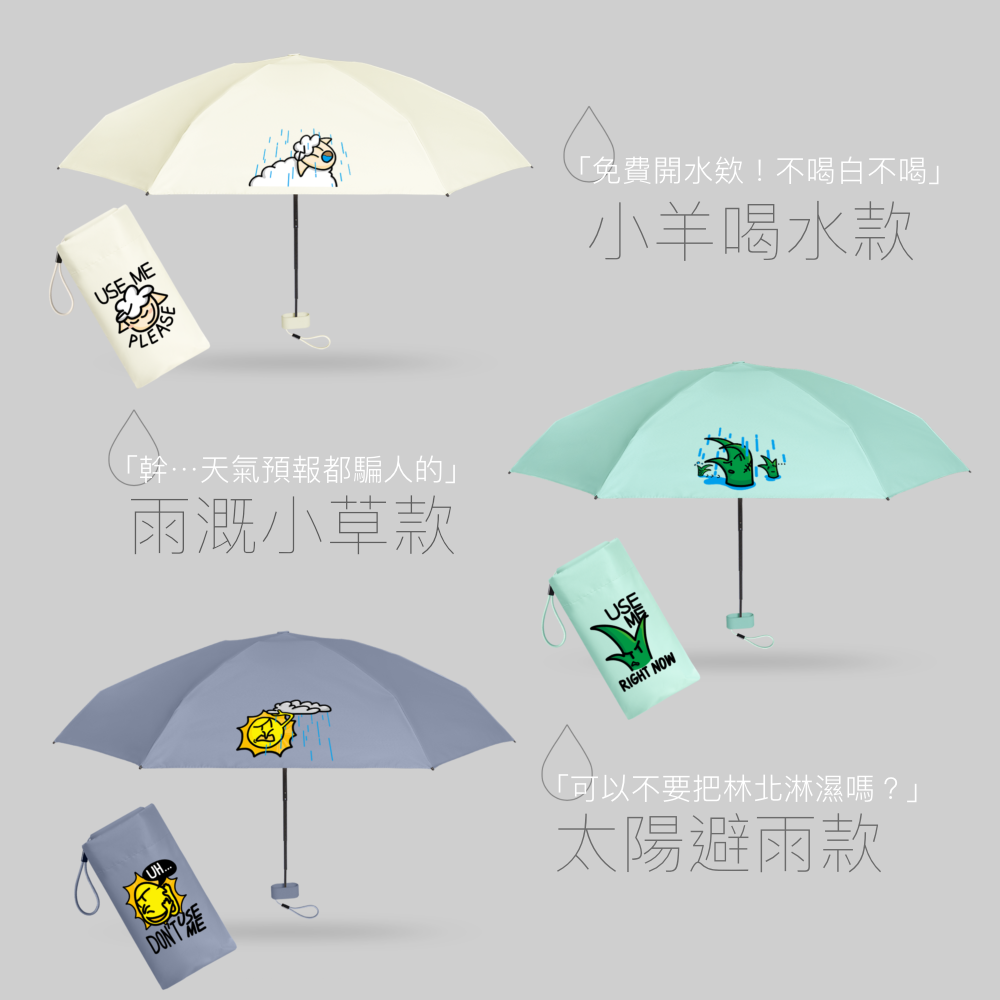 「免費開水欸！不喝白不喝」
小羊喝水款
USE ME
PLEASE
「幹⋯天氣預報都騙人的」
雨溉小草款
USE
ME
RIGHT NOW
「可以不要把林北淋濕嗎？」
太陽避雨款
UH...
DON'T USE
ME